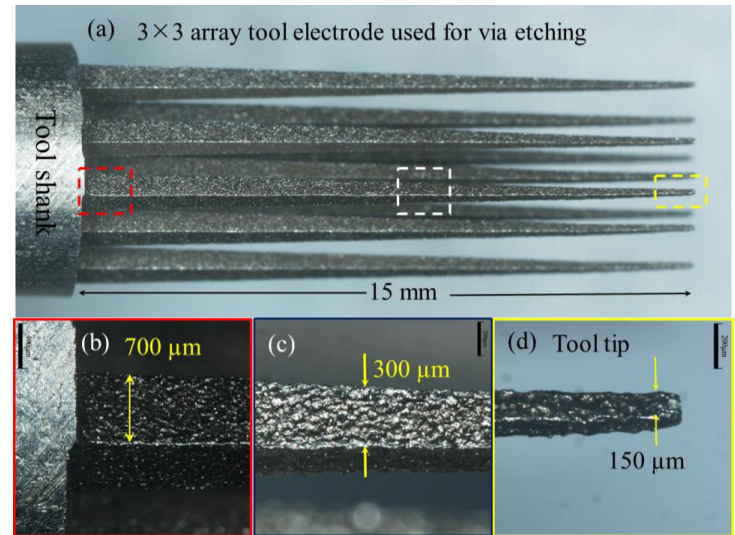 (a) 3×3 array tool electrode used for via etching
Tool shank
15 mm
(b) 700 µm
(c) 300 µm
(d) Tool tip
200µm
150 µm